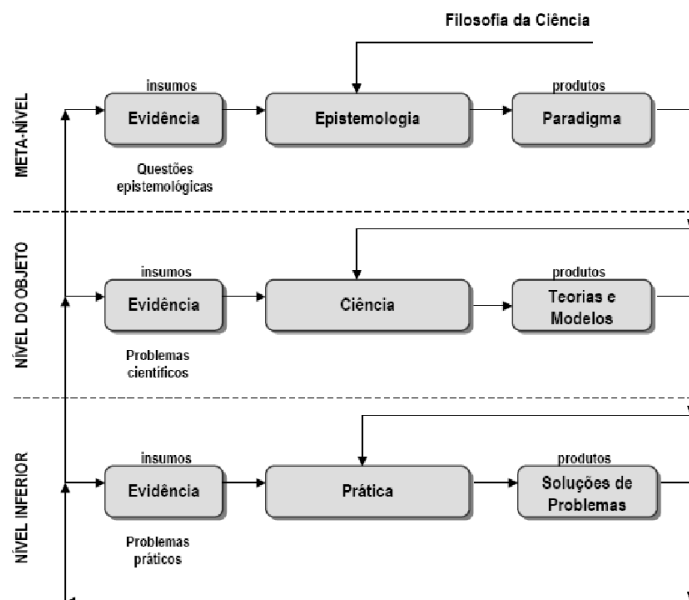 Filosofia da Ciência
META-NÍVEL
insumos
produtos
Evidência
Epistemologia
Paradigma
Questões
epistemológicas
NÍVEL DO OBJETO
insumos
produtos
Evidência
Ciência
Teorias e
Modelos
Problemas
científicos
NÍVEL INFERIOR
insumos
produtos
Evidência
Prática
Soluções de
Problemas
Problemas
práticos